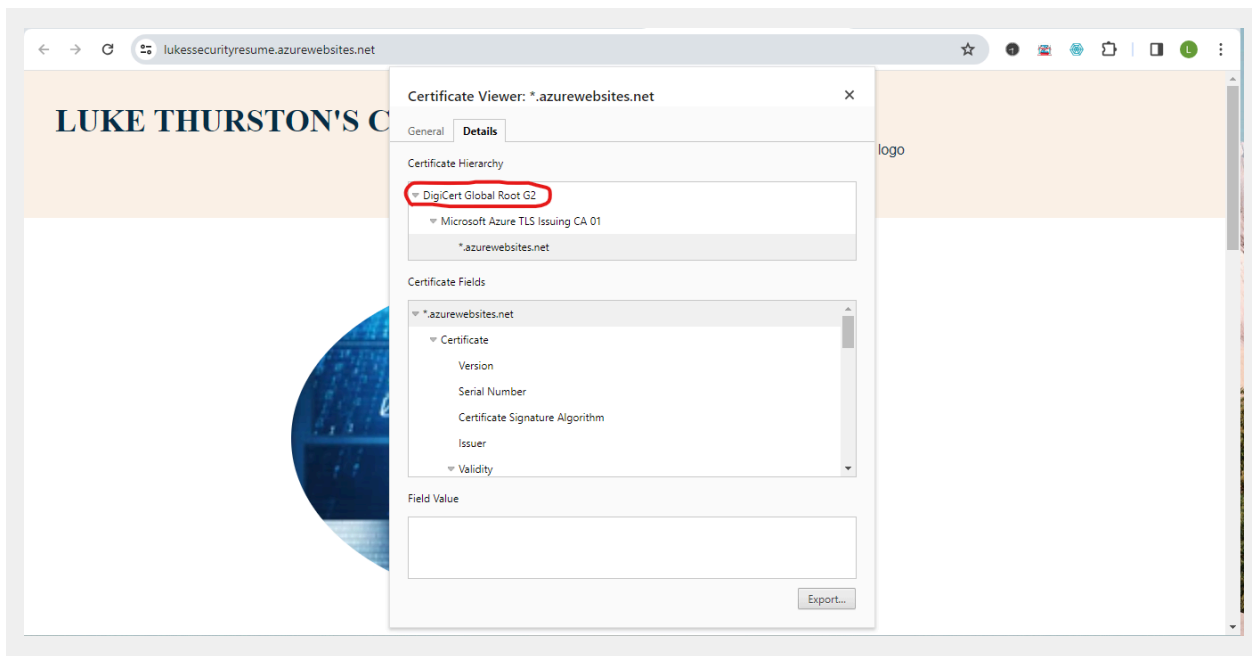 lukessecurityresume.azurewebsites.net
L
LUKE THURSTON'S C
logo
Certificate Viewer: *.azurewebsites.net
General Details
Certificate Hierarchy
DigiCert Global Root G2
Microsoft Azure TLS Issuing CA 01
*.azurewebsites.net
Certificate Fields
*.azurewebsites.net
Certificate
Version
Serial Number
Certificate Signature Algorithm
Issuer
Validity
Field Value
Export...